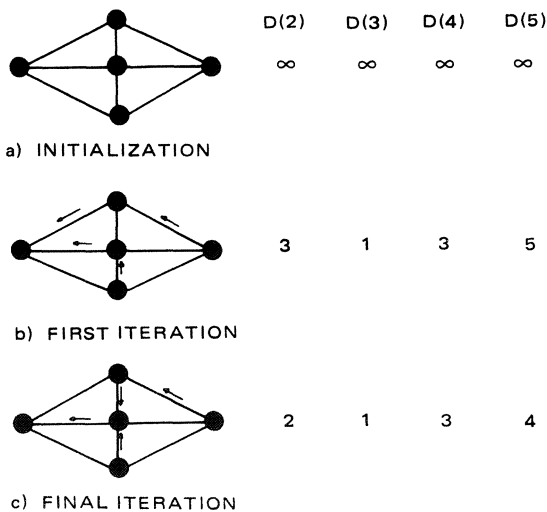 D(2) D(3) D(4) D(5)
∞ ∞ ∞ ∞
a) INITIALIZATION
3 1 3 5
b) FIRST ITERATION
2 1 3 4
c) FINAL ITERATION